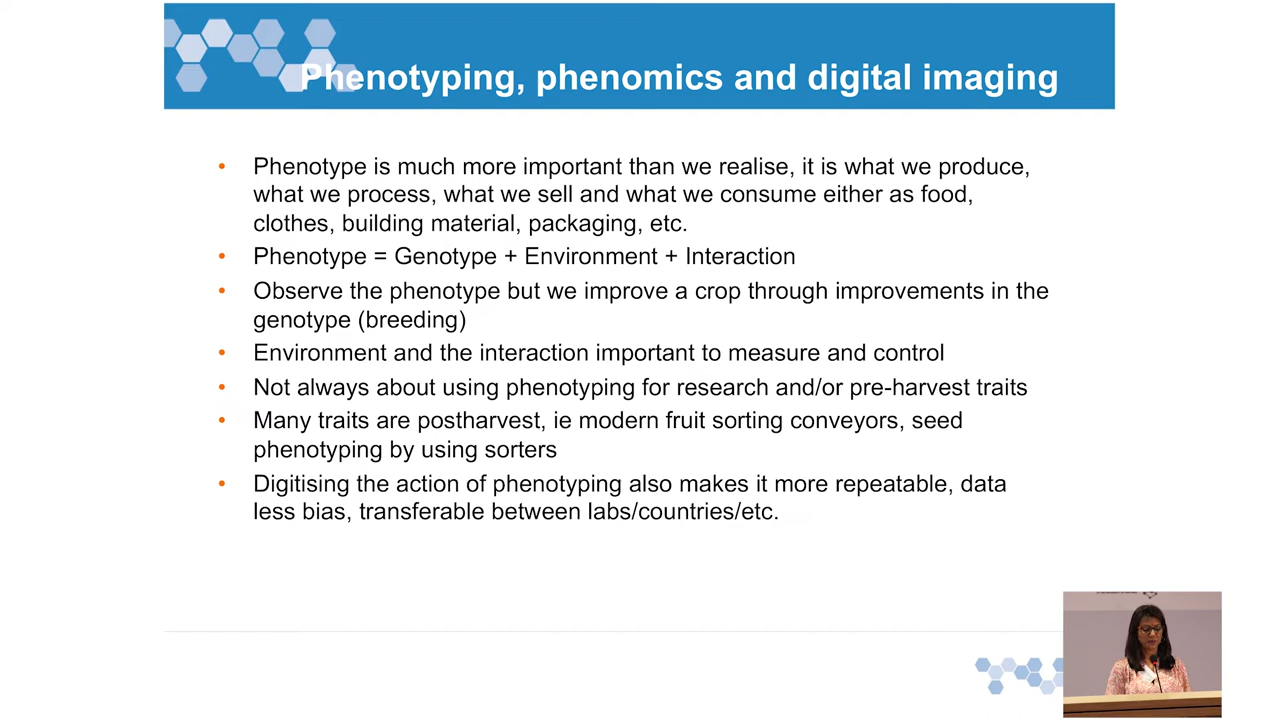 Phenotyping, phenomics and digital imaging
• Phenotype is much more important than we realise, it is what we produce,
what we process, what we sell and what we consume either as food,
clothes, building material, packaging, etc.
• Phenotype = Genotype + Environment + Interaction
• Observe the phenotype but we improve a crop through improvements in the
genotype (breeding)
• Environment and the interaction important to measure and control
• Not always about using phenotyping for research and/or pre-harvest traits
• Many traits are postharvest, ie modern fruit sorting conveyors, seed
phenotyping by using sorters
• Digitising the action of phenotyping also makes it more repeatable, data
less bias, transferable between labs/countries/etc.